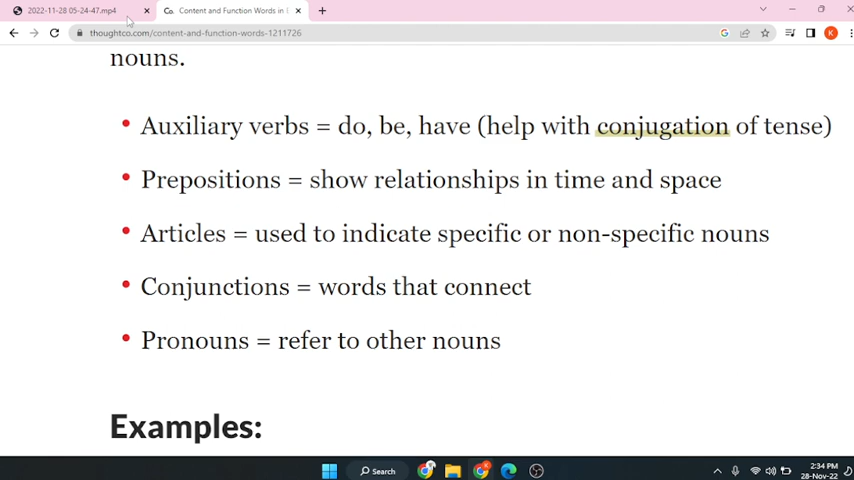 2022-11-28 05-24-47.mp4
Co. Content and Function Words in
thoughtco.com/content-and-function-words-1211726
G
K
nouns.
• Auxiliary verbs = do, be, have (help with conjugation of tense)
• Prepositions = show relationships in time and space
• Articles = used to indicate specific or non-specific nouns
• Conjunctions = words that connect
• Pronouns = refer to other nouns
Examples:
Search
2:34 PM
28-Nov-22